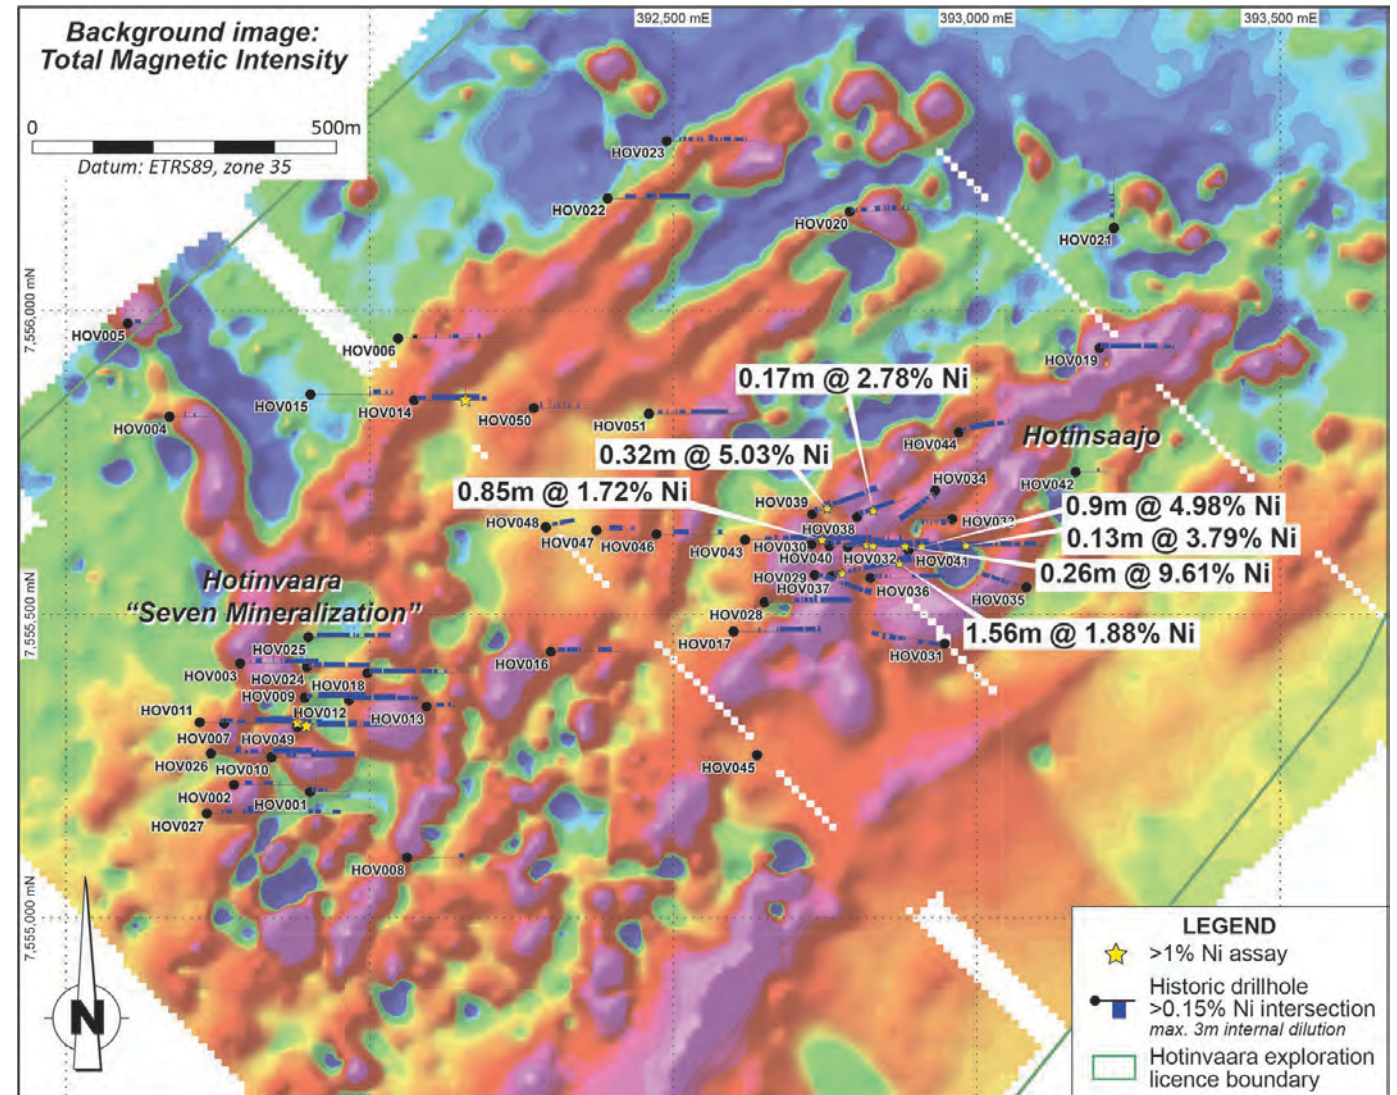 Background image:
Total Magnetic Intensity
0 500m
Datum: ETRS89, zone 35
392,500 mE
393,000 mE
393,500 mE
7,556,000 mN
7,555,500 mN
7,555,000 mN
HOV023
HOV022
HOV020
HOV021
HOV005
HOV006
HOV019
HOV015
HOV014
HOV050
HOV051
HOV004
0.17m @ 2.78% Ni
HOV044
Hotinsaajo
0.32m @ 5.03% Ni
HOV042
HOV034
0.85m @ 1.72% Ni
HOV039
HOV038
HOV033
0.9m @ 4.98% Ni
HOV048
HOV047
HOV046
HOV043
HOV030
HOV040
HOV032
HOV041
0.13m @ 3.79% Ni
0.26m @ 9.61% Ni
HOV029
HOV037
HOV036
HOV035
Hotinvaara
“Seven Mineralization”
HOV028
HOV017
HOV031
1.56m @ 1.88% Ni
HOV025
HOV016
HOV003
HOV024
HOV018
HOV009
HOV012
HOV013
HOV011
HOV007
HOV049
HOV026
HOV010
HOV045
HOV002
HOV001
HOV027
HOV008
N
LEGEND
>1% Ni assay
Historic drillhole
>0.15% Ni intersection
max. 3m internal dilution
Hotinvaara exploration
licence boundary